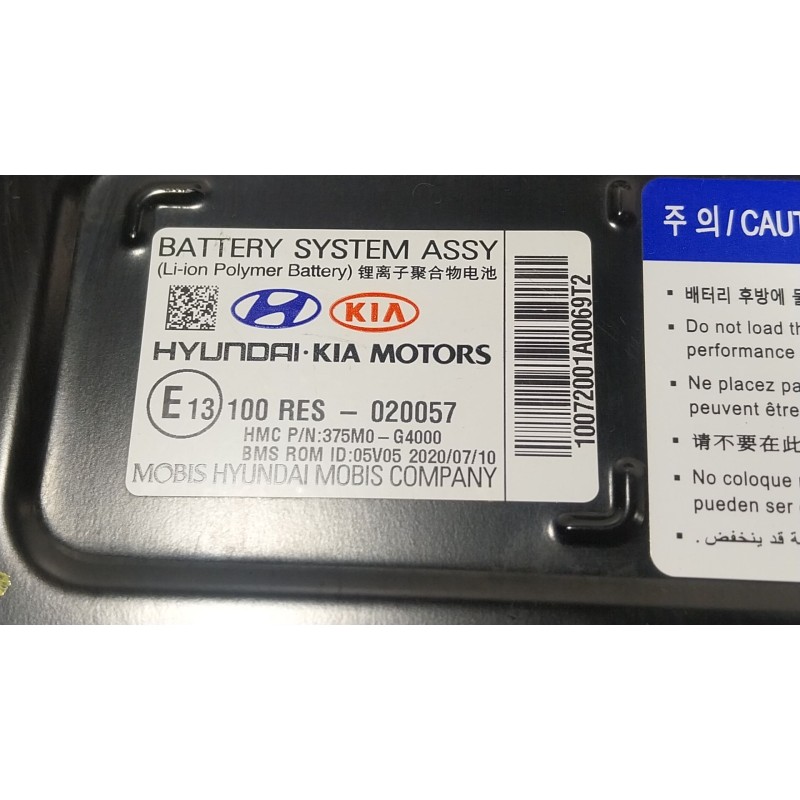 BATTERY SYSTEM ASSY
(Li-ion Polymer Battery) 锂离子聚合物电池
KIA
HYUNDAI·KIA MOTORS
E13 100 RES - 020057
HMC P/N:375M0-G4000
BMS ROM ID:05V05 2020/07/10
MOBIS HYUNDAI MOBIS COMPANY
10072001A0069T2
주 의/ CAUT
▪ 배터리 후방에
▪ Do not load th
performance
▪ Ne placez pa
peuvent être
▪ 请不要在此
▪ No coloque
pueden ser
▪ ة قد ينخفض.